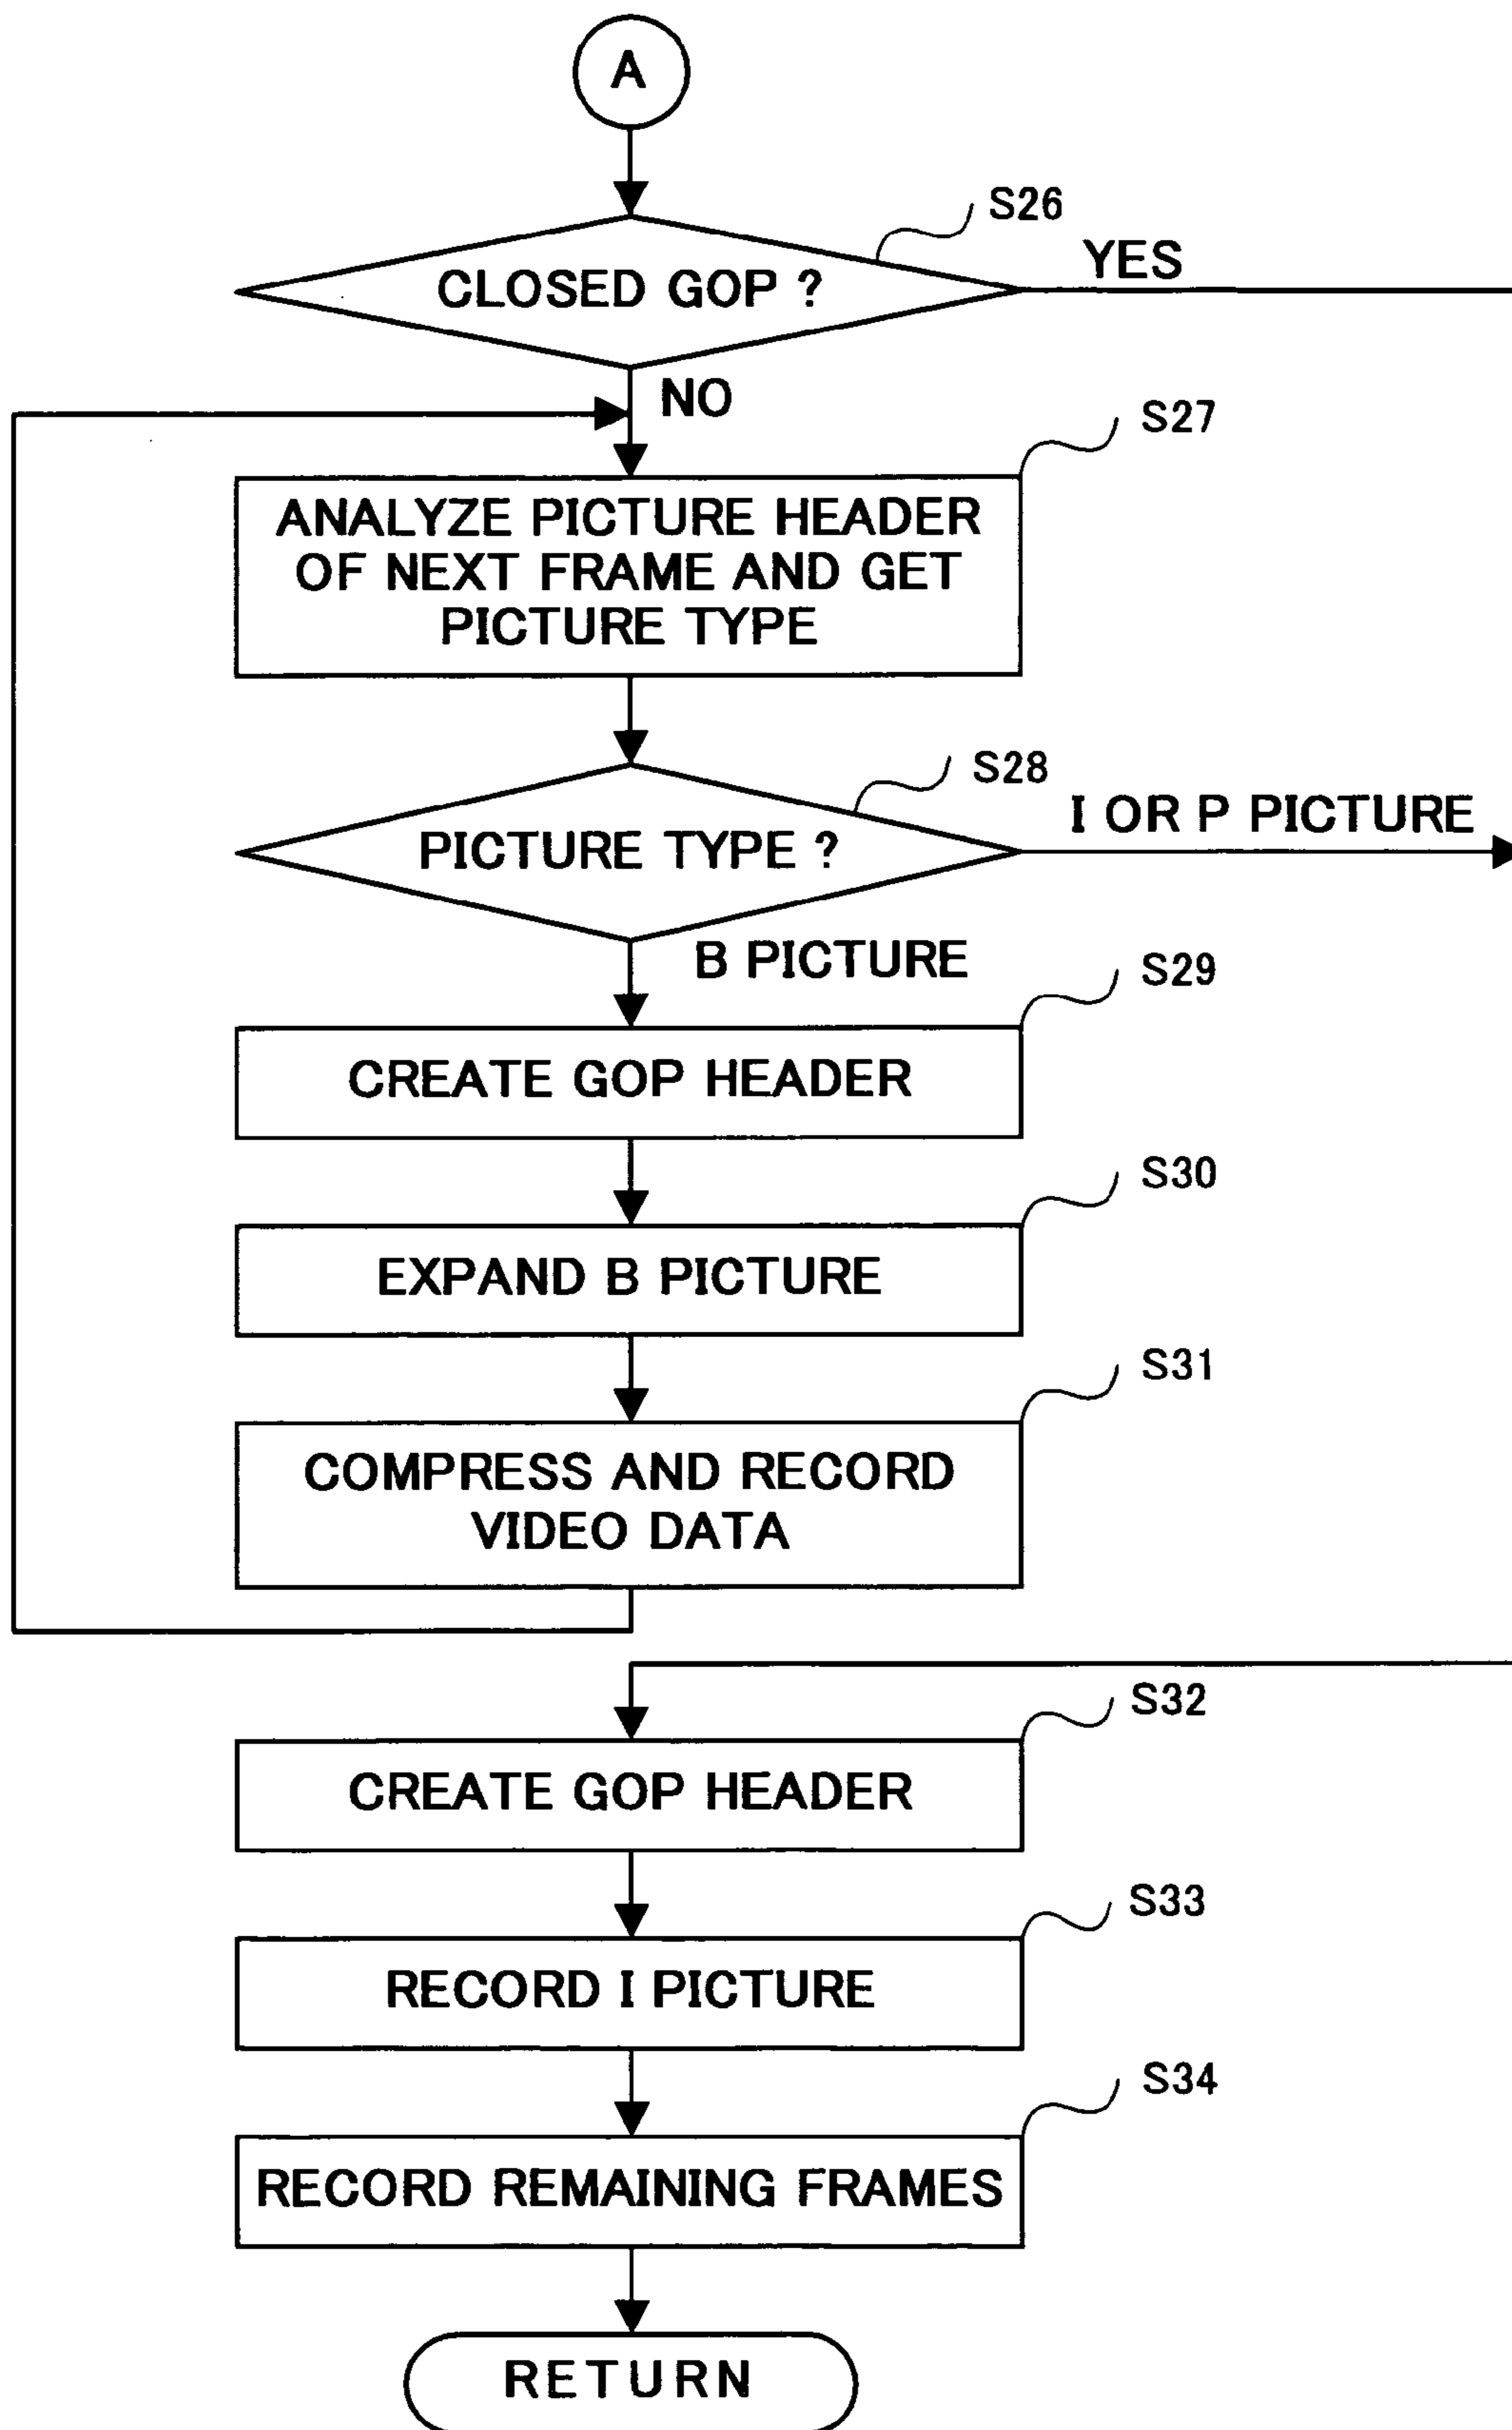 A
S26
CLOSED GOP ?
YES
NO
S27
ANALYZE PICTURE HEADER
OF NEXT FRAME AND GET
PICTURE TYPE
S28
PICTURE TYPE ?
I OR P PICTURE
B PICTURE
S29
CREATE GOP HEADER
S30
EXPAND B PICTURE
S31
COMPRESS AND RECORD
VIDEO DATA
S32
CREATE GOP HEADER
S33
RECORD I PICTURE
S34
RECORD REMAINING FRAMES
RETURN